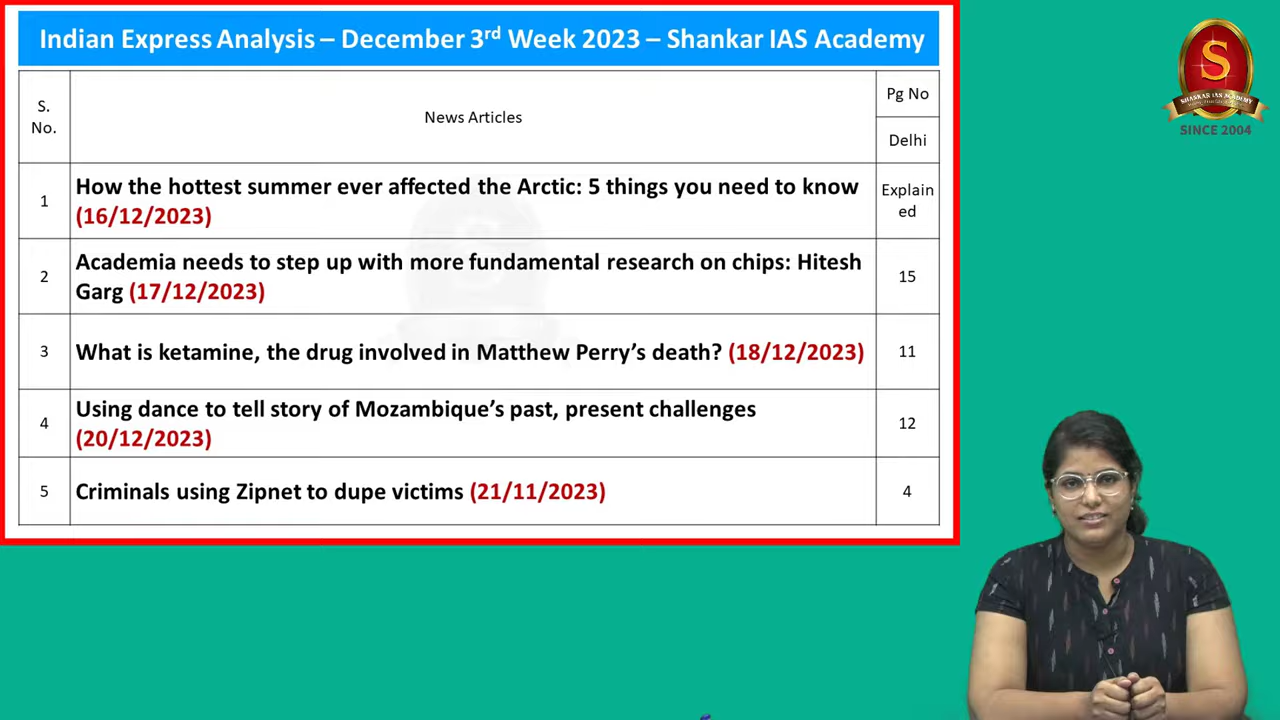 Indian Express Analysis – December 3rd Week 2023 – Shankar IAS Academy
S.
No.
News Articles
Pg No
Delhi
1
How the hottest summer ever affected the Arctic: 5 things you need to know
(16/12/2023)
Explain
ed
2
Academia needs to step up with more fundamental research on chips: Hitesh
Garg (17/12/2023)
15
3
What is ketamine, the drug involved in Matthew Perry’s death? (18/12/2023)
11
4
Using dance to tell story of Mozambique’s past, present challenges
(20/12/2023)
12
5
Criminals using Zipnet to dupe victims (21/11/2023)
4
S
SHANKAR IAS ACADEMY
SINCE 2004